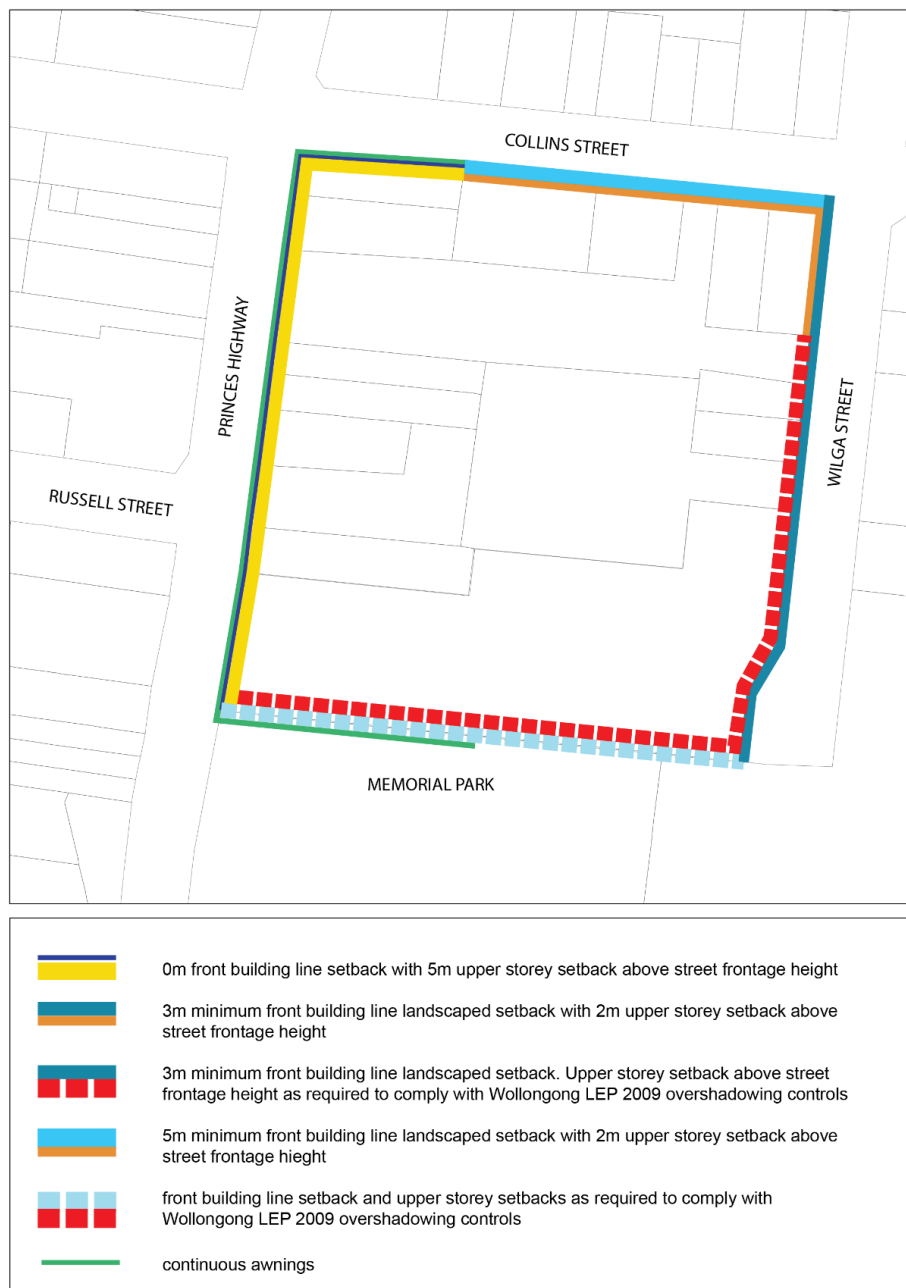 COLLINS STREET
PRINCES HIGHWAY
WILGA STREET
RUSSELL STREET
MEMORIAL PARK
0m front building line setback with 5m upper storey setback above street frontage height
3m minimum front building line landscaped setback with 2m upper storey setback above
street frontage height
3m minimum front building line landscaped setback. Upper storey setback above street
frontage height as required to comply with Wollongong LEP 2009 overshadowing controls
5m minimum front building line landscaped setback with 2m upper storey setback above
street frontage hieght
front building line setback and upper storey setbacks as required to comply with
Wollongong LEP 2009 overshadowing controls
continuous awnings